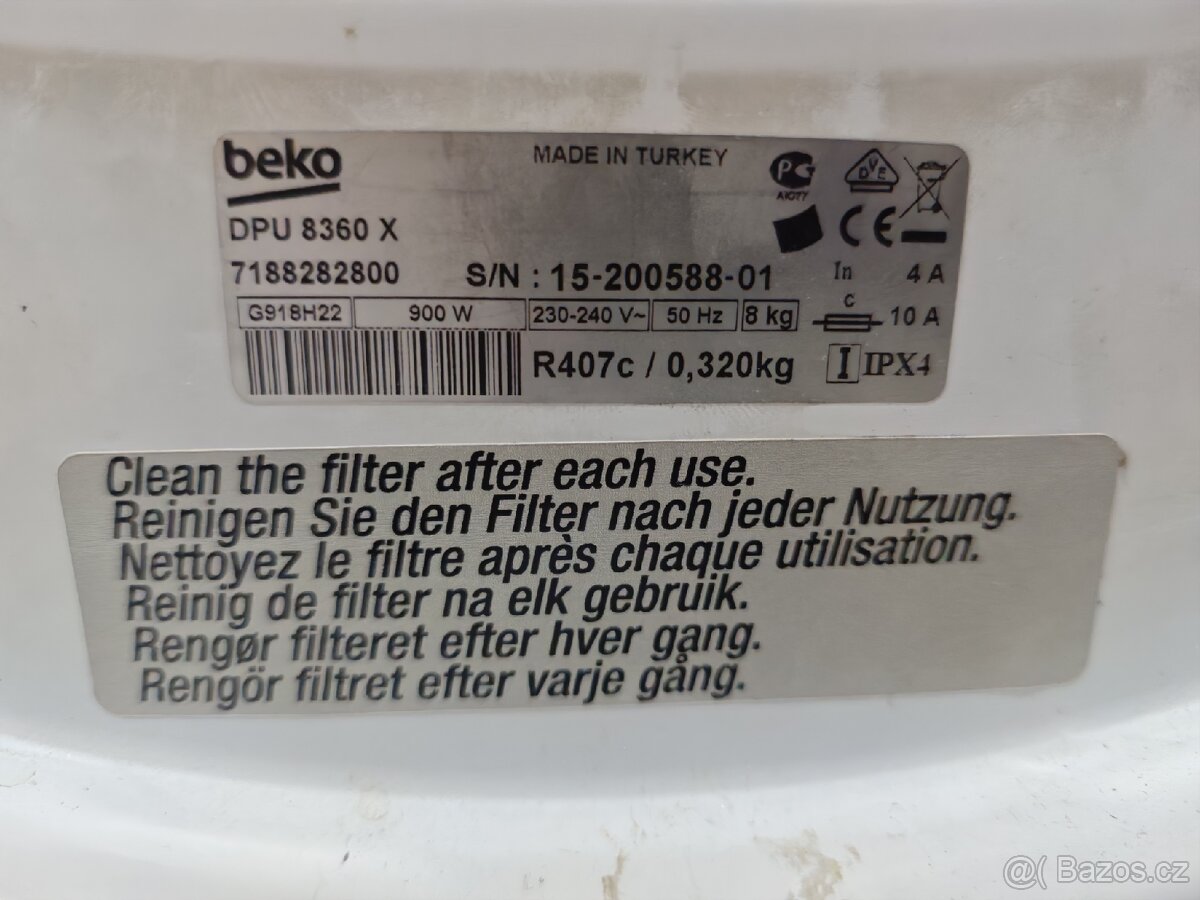 beko
MADE IN TURKEY
DPU 8360 X
7188282800
S/N : 15-200588-01
In 4 A
G918H22 900 W 230-240 V~ 50 Hz 8 kg
C 10 A
R407c / 0,320kg
I IPX4
Clean the filter after each use.
Reinigen Sie den Filter nach jeder Nutzung.
Nettoyez le filtre après chaque utilisation.
Reinig de filter na elk gebruik.
Rengør filteret efter hver gang.
Rengör filtret efter varje gång.
@( Bazos.cz